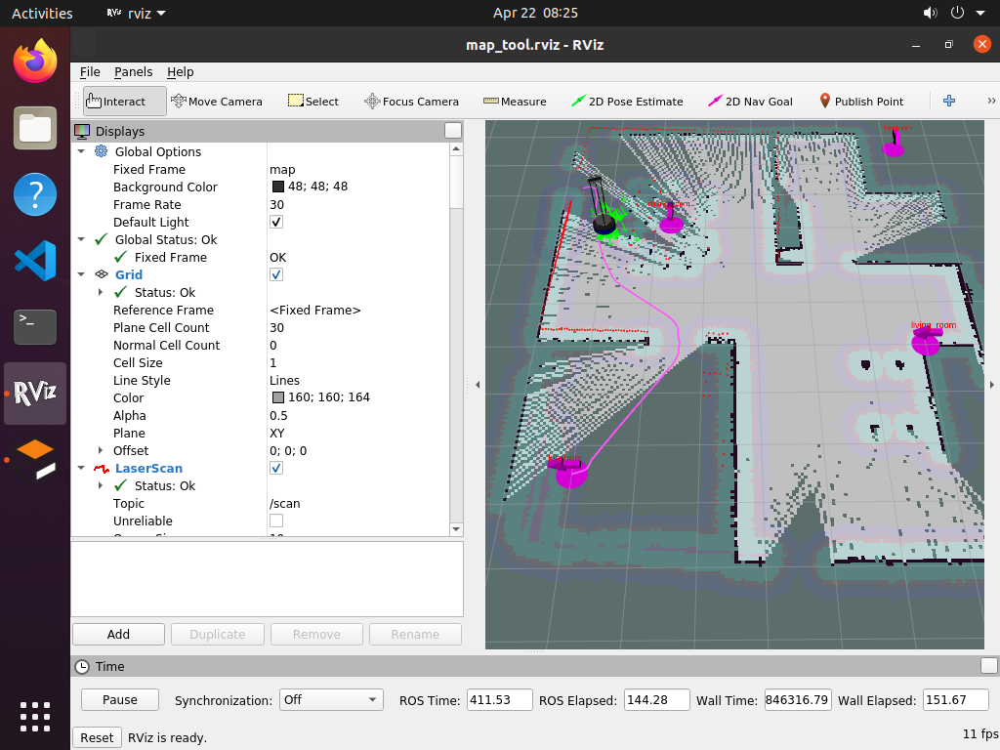 Activities
rviz
Apr 22 08:25
map_tool.rviz - RViz
File Panels Help
Interact Move Camera Select Focus Camera Measure 2D Pose Estimate 2D Nav Goal Publish Point
Displays
Global Options
Fixed Frame map
Background Color 48; 48; 48
Frame Rate 30
Default Light
Global Status: Ok
Fixed Frame OK
Grid
Status: Ok
Reference Frame <Fixed Frame>
Plane Cell Count 30
Normal Cell Count 0
Cell Size 1
Line Style Lines
Color 160; 160; 164
Alpha 0.5
Plane XY
Offset 0; 0; 0
LaserScan
Status: Ok
Topic /scan
Unreliable
living_room
RViz
Add Duplicate Remove Rename
Time
Pause Synchronization: Off ROS Time: 411.53 ROS Elapsed: 144.28 Wall Time: 846316.79 Wall Elapsed: 151.67
Reset RViz is ready. 11 fps